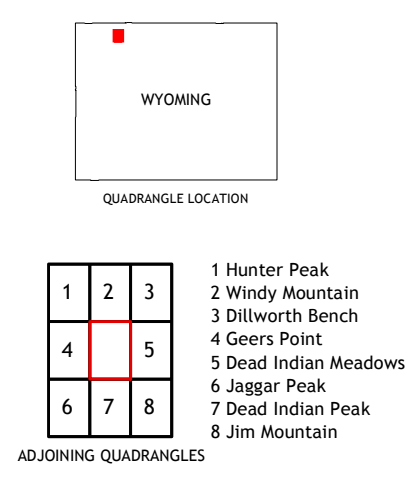 WYOMING
QUADRANGLE LOCATION
1 2 3
4 5
6 7 8
ADJOINING QUADRANGLES
1 Hunter Peak
2 Windy Mountain
3 Dillworth Bench
4 Geers Point
5 Dead Indian Meadows
6 Jaggar Peak
7 Dead Indian Peak
8 Jim Mountain